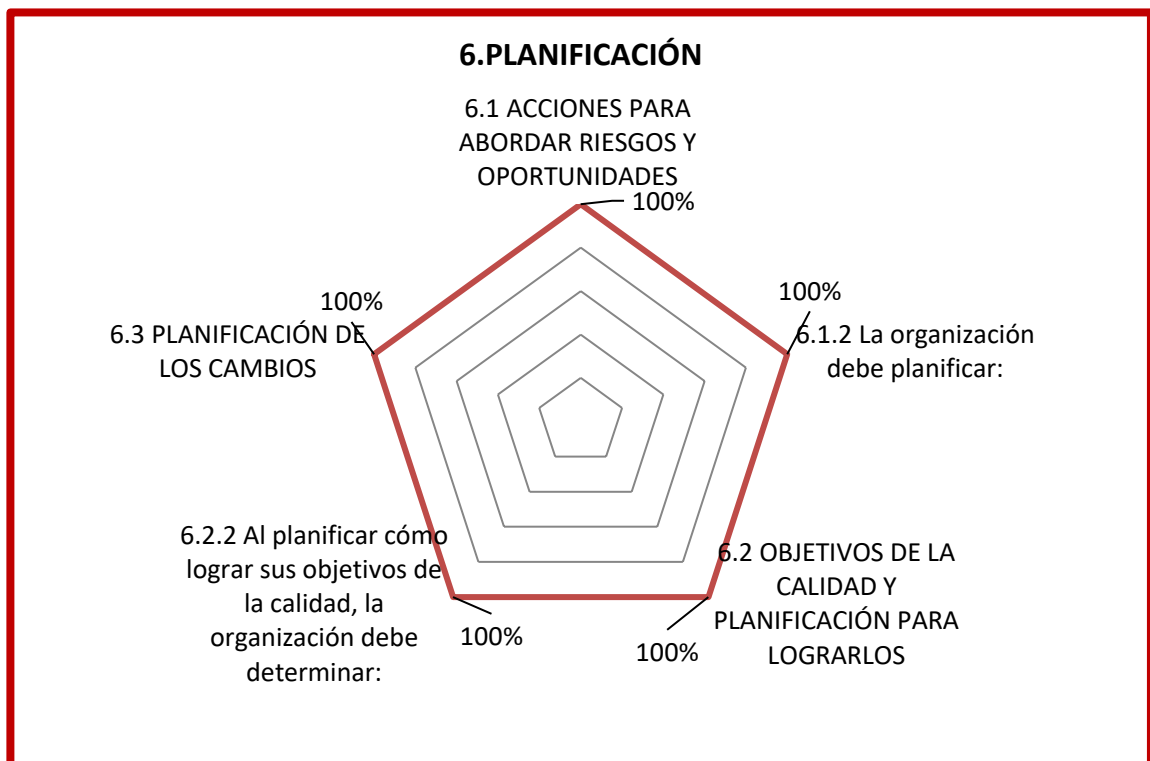 6.PLANIFICACIÓN
6.1 ACCIONES PARA
ABORDAR RIESGOS Y
OPORTUNIDADES
100%
100%
6.1.2 La organización
debe planificar:
6.2 OBJETIVOS DE LA
CALIDAD Y
PLANIFICACIÓN PARA
LOGRARLOS
100%
6.2.2 Al planificar cómo
lograr sus objetivos de
la calidad, la
organización debe
determinar:
100%
100%
6.3 PLANIFICACIÓN DE
LOS CAMBIOS